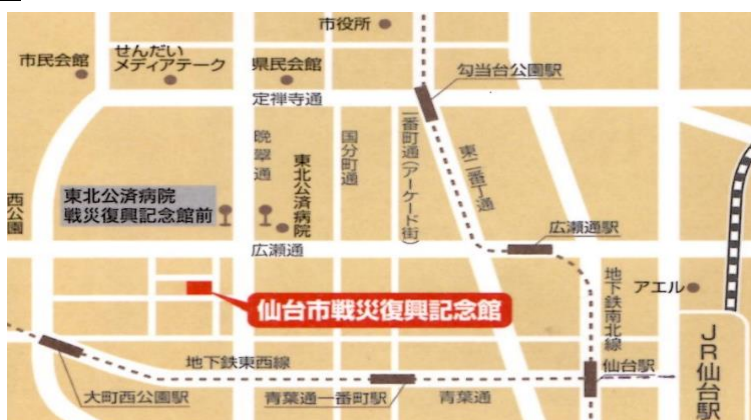 市役所
市民会館
せんだい
メディアテーク
県民会館
勾当台公園駅
定禅寺通
晩翠通
国分町通
一番町通(アーケード街)
東二番丁通
東北公済病院
西公園
東北公済病院
戦災復興記念館前
広瀬通駅
広瀬通
地下鉄南北線
アエル
仙台市戦災復興記念館
JR仙台駅
地下鉄東西線
仙台駅
大町西公園駅
青葉通一番町駅
青葉通